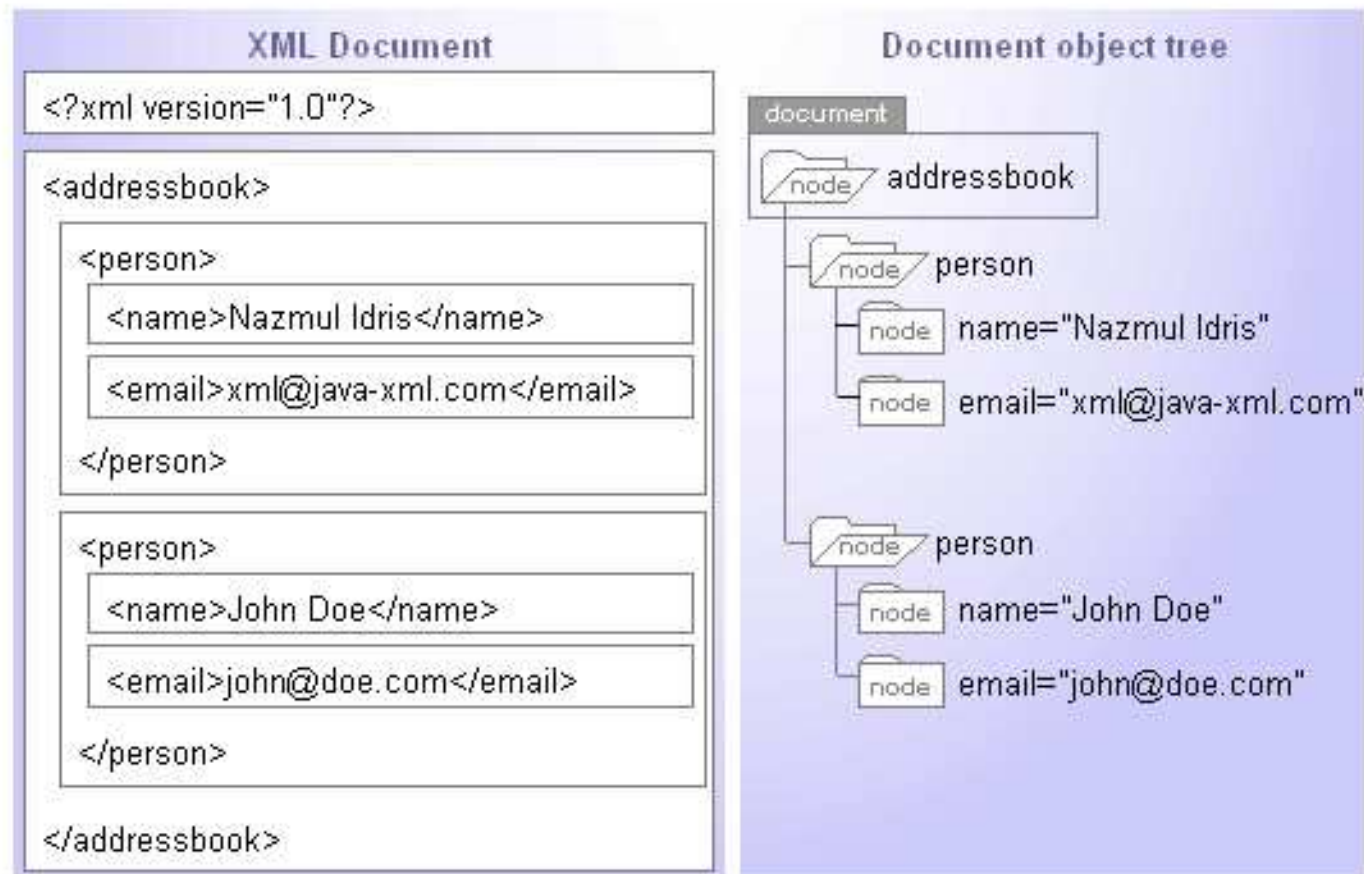 XML Document
<?xml version="1.0"?>
<addressbook>
<person>
<name>Nazmul Idris</name>
<email>xml@java-xml.com</email>
</person>
<person>
<name>John Doe</name>
<email>john@doe.com</email>
</person>
</addressbook>
Document object tree
document
node addressbook
node person
node name="Nazmul Idris"
node email="xml@java-xml.com"
node person
node name="John Doe"
node email="john@doe.com"